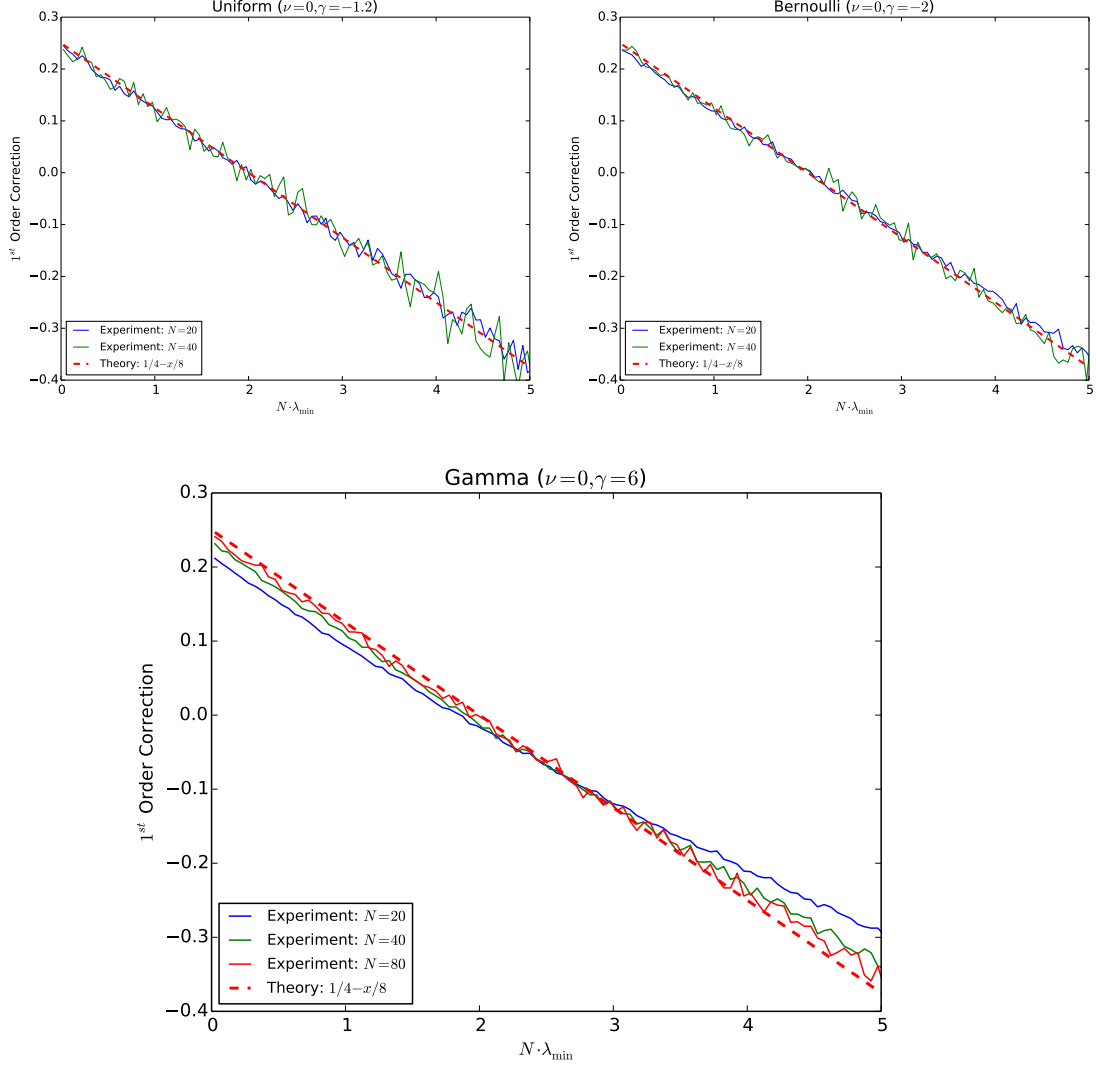 Uniform (ν=0,γ=−1.2)
0.3
0.2
0.1
0.0
−0.1
−0.2
−0.3
−0.4
1st Order Correction
Experiment: N=20
Experiment: N=40
Theory: 1/4−x/8
0 1 2 3 4 5
N·λmin
Bernoulli (ν=0,γ=−2)
0.3
0.2
0.1
0.0
−0.1
−0.2
−0.3
−0.4
1st Order Correction
Experiment: N=20
Experiment: N=40
Theory: 1/4−x/8
0 1 2 3 4 5
N·λmin
Gamma (ν=0,γ=6)
0.3
0.2
0.1
0.0
−0.1
−0.2
−0.3
−0.4
1st Order Correction
Experiment: N=20
Experiment: N=40
Experiment: N=80
Theory: 1/4−x/8
0 1 2 3 4 5
N·λmin